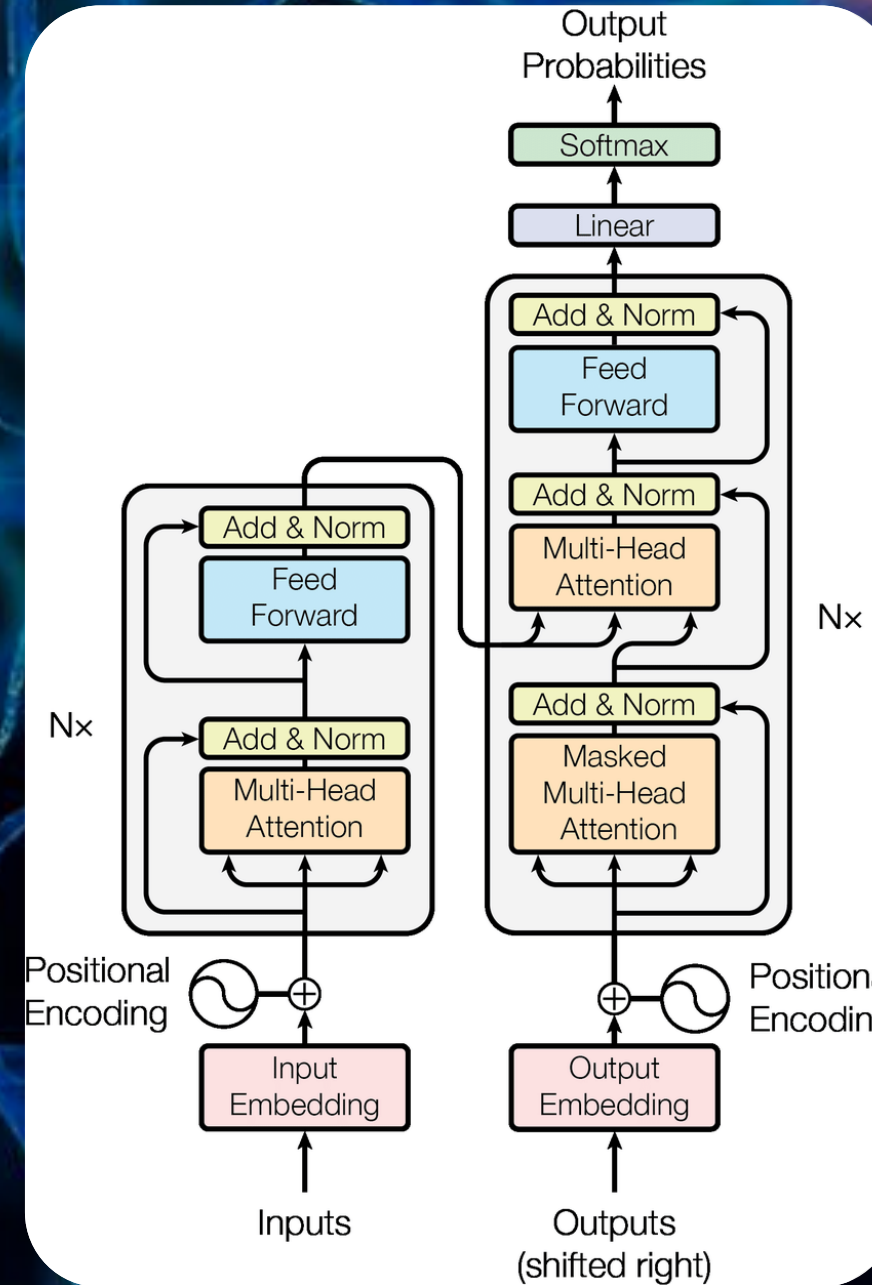 Output
Probabilities
Softmax
Linear
Add & Norm
Feed
Forward
Add & Norm
Multi-Head
Attention
Add & Norm
Masked
Multi-Head
Attention
Nx
Add & Norm
Feed
Forward
Add & Norm
Multi-Head
Attention
Nx
Positional
Encoding
Positiona
Encodin
Input
Embedding
Output
Embedding
Inputs
Outputs
(shifted right)